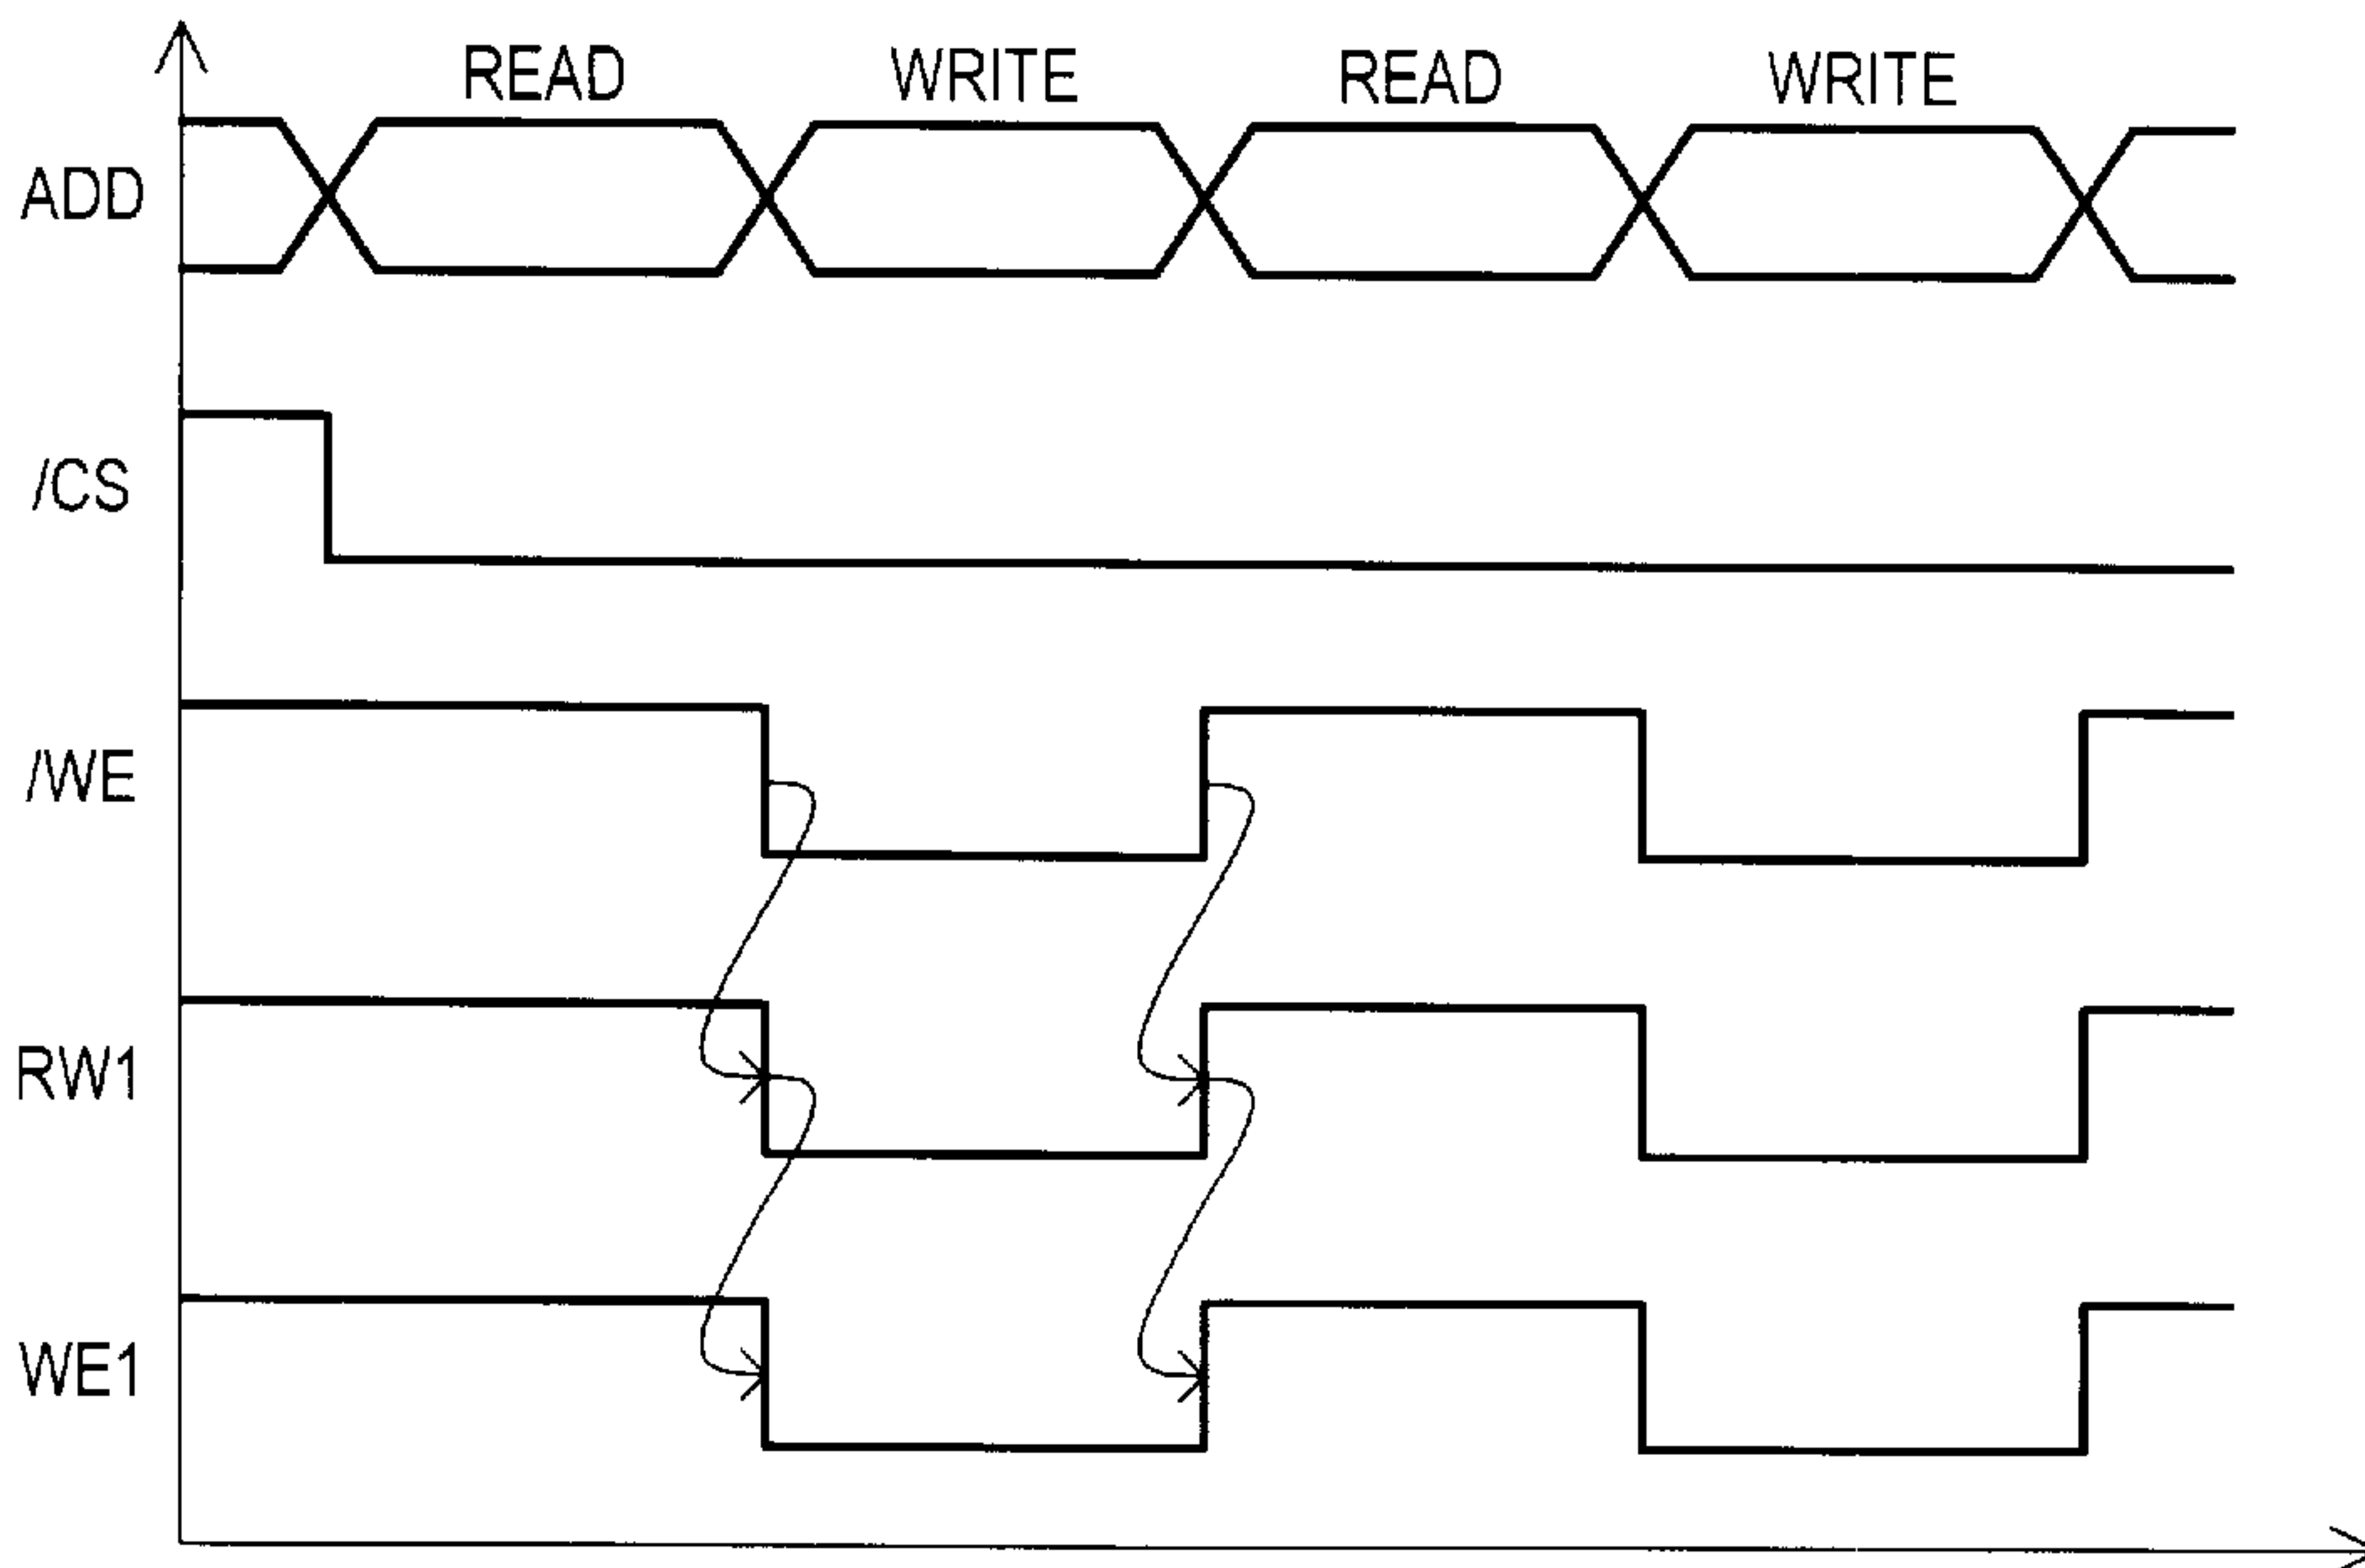 READ WRITE READ WRITE
ADD
/CS
/WE
RW1
WE1